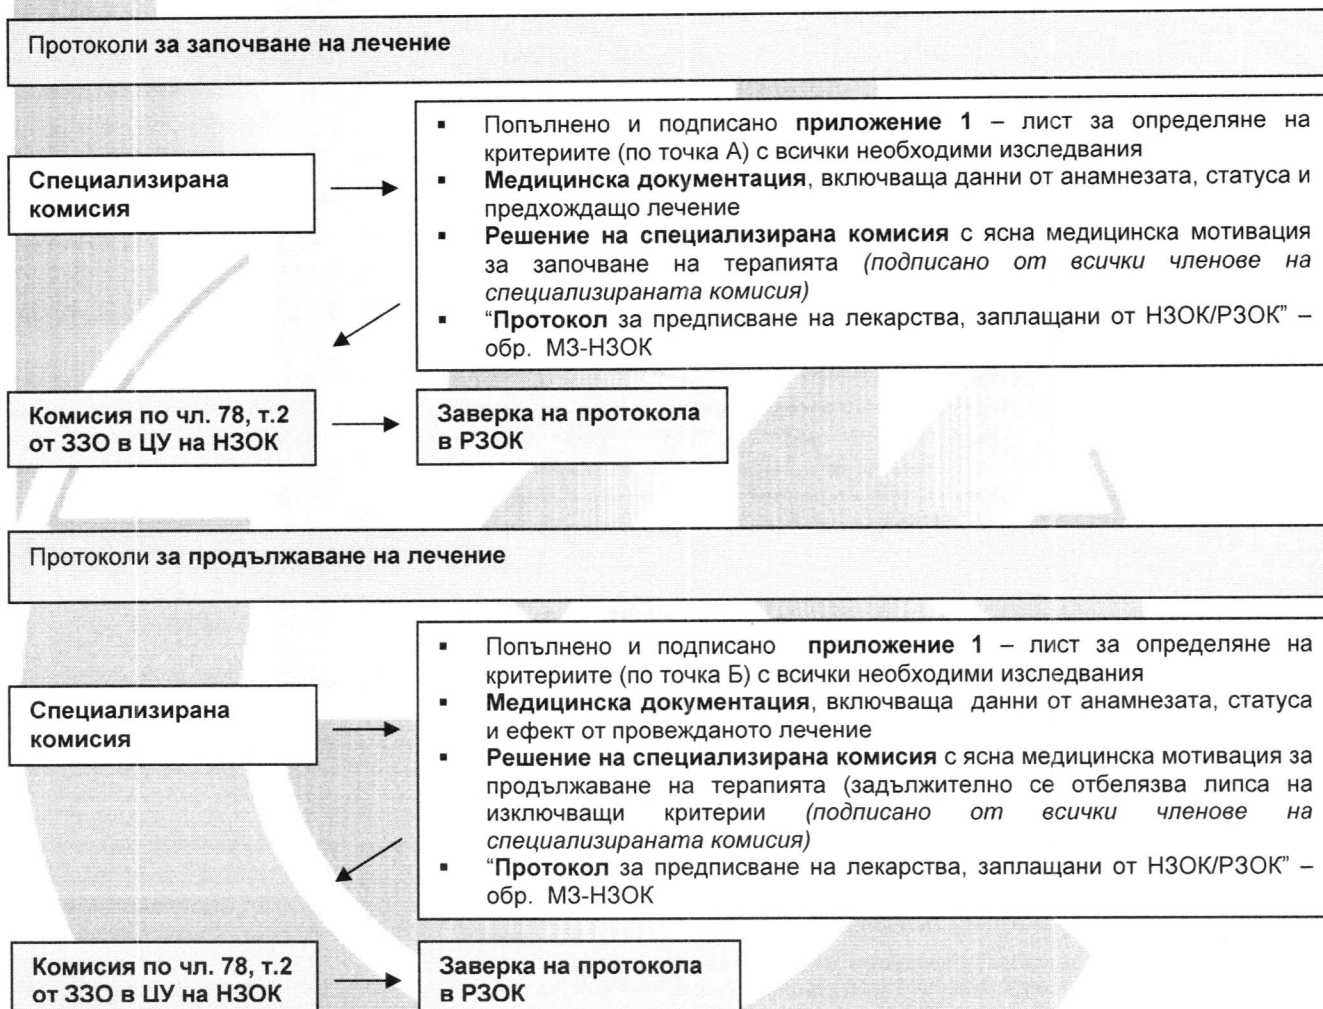 Протоколи за започване на лечение
Специализирана
комисия
▪ Попълнено и подписано приложение 1 – лист за определяне на
критериите (по точка А) с всички необходими изследвания
▪ Медицинска документация, включваща данни от анамнезата, статуса и
предхождащо лечение
▪ Решение на специализирана комисия с ясна медицинска мотивация
за започване на терапията (подписано от всички членове на
специализираната комисия)
▪ “Протокол за предписване на лекарства, заплащани от НЗОК/РЗОК” –
обр. МЗ-НЗОК
Комисия по чл. 78, т.2
от ЗЗО в ЦУ на НЗОК
Заверка на протокола
в РЗОК
Протоколи за продължаване на лечение
Специализирана
комисия
▪ Попълнено и подписано приложение 1 – лист за определяне на
критериите (по точка Б) с всички необходими изследвания
▪ Медицинска документация, включваща данни от анамнезата, статуса
и ефект от провежданото лечение
▪ Решение на специализирана комисия с ясна медицинска мотивация за
продължаване на терапията (задължително се отбелязва липса на
изключващи критерии (подписано от всички членове на
специализираната комисия)
▪ “Протокол за предписване на лекарства, заплащани от НЗОК/РЗОК” –
обр. МЗ-НЗОК
Комисия по чл. 78, т.2
от ЗЗО в ЦУ на НЗОК
Заверка на протокола
в РЗОК